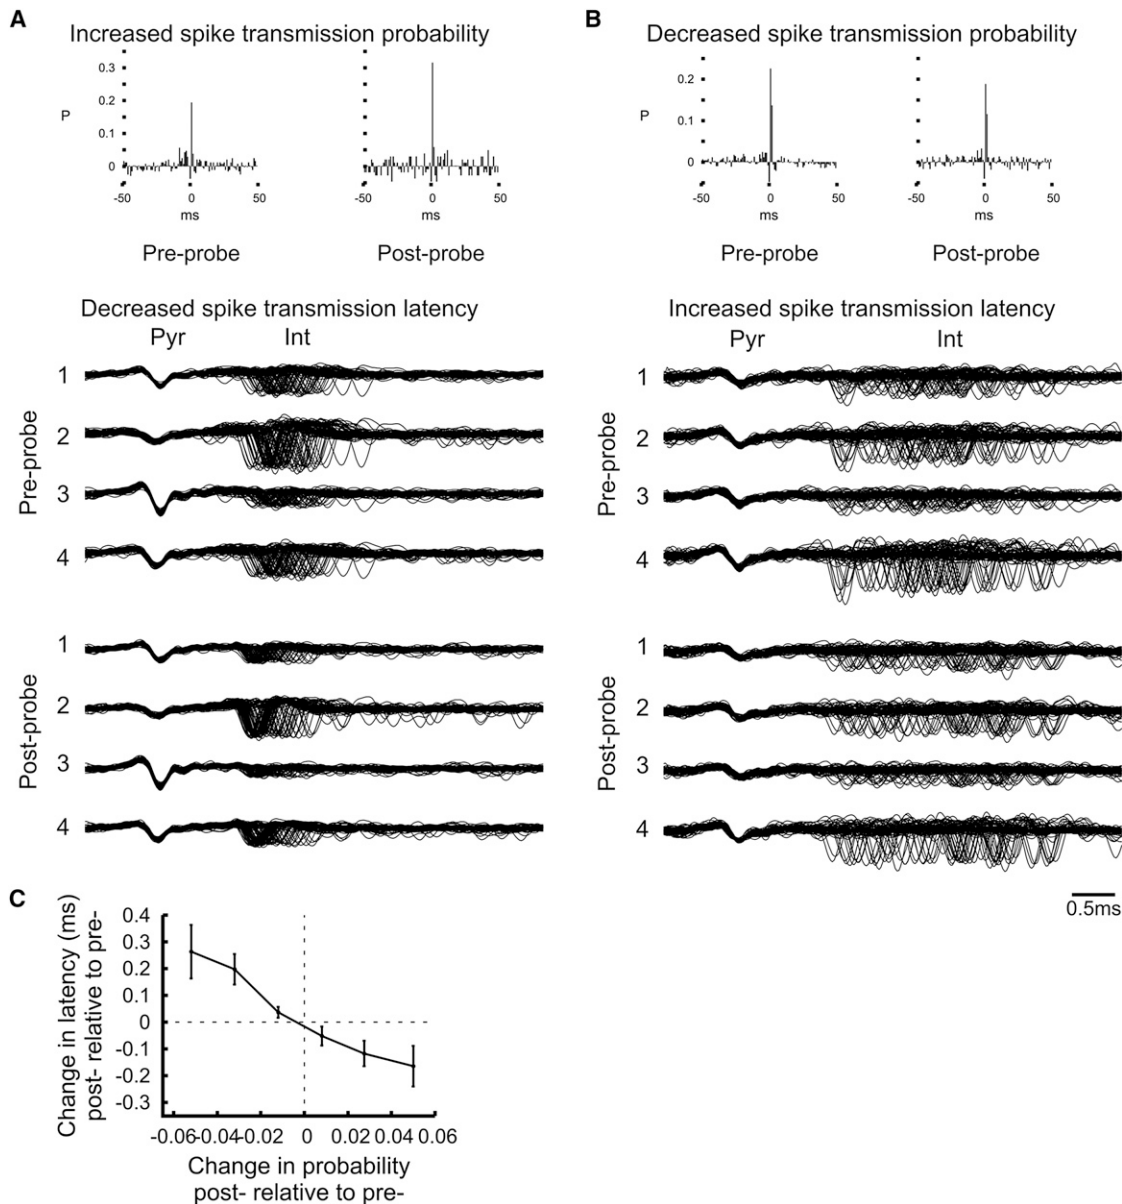 A
Increased spike transmission probability
P
0.3
0.2
0.1
0
-50 0 50
ms
-50 0 50
ms
Pre-probe
Post-probe
Decreased spike transmission latency
Pyr Int
Pre-probe
1
2
3
4
Post-probe
1
2
3
4
B
Decreased spike transmission probability
P
0.2
0.1
0
-50 0 50
ms
-50 0 50
ms
Pre-probe
Post-probe
Increased spike transmission latency
Pyr Int
Pre-probe
1
2
3
4
Post-probe
1
2
3
4
0.5ms
C
Change in latency (ms)
post- relative to pre-
0.4
0.3
0.2
0.1
0
-0.1
-0.2
-0.3
-0.06 -0.04 -0.02 0 0.02 0.04 0.06
Change in probability
post- relative to pre-